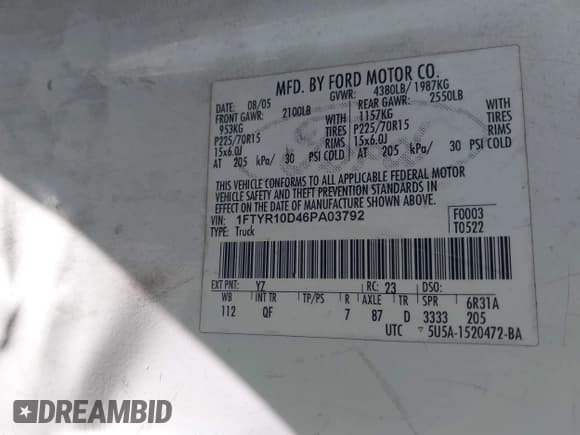 MFD. BY FORD MOTOR CO.
DATE: 08/05 GVWR: 4380LB/ 1987KG
FRONT GAWR: 2100LB REAR GAWR: 2550LB
953KG 1157KG
P225/70R15 TIRES P225/70R15 TIRES
15x6.0J RIMS 15x6.0J RIMS
AT 205 kPa/ 30 PSI COLD AT 205 kPa/ 30 PSI COLD
THIS VEHICLE CONFORMS TO ALL APPLICABLE FEDERAL MOTOR
VEHICLE SAFETY AND THEFT PREVENTION STANDARDS IN
EFFECT ON THE DATE OF MANUFACTURE SHOWN ABOVE.
VIN: 1FTYR10D46PA03792 F0003
TYPE: Truck T0522
EXT PNT: YZ RC: 23 DSO:
WB INT TR TP/PS R AXLE TR SPR 6R31A
112 QF 7 87 D 3333 205
UTC 5U5A-1520472-BA
DREAMBID